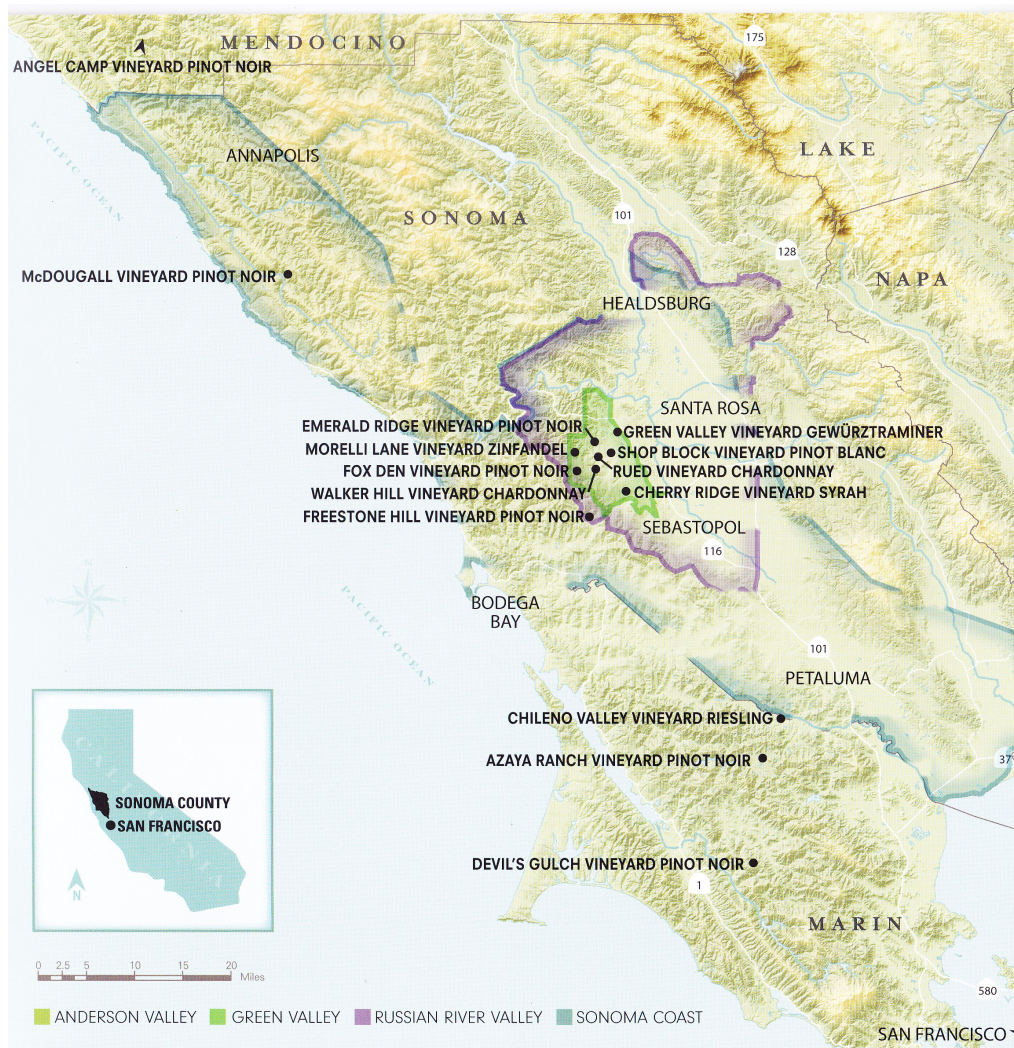 MENDOCINO
175
ANGEL CAMP VINEYARD PINOT NOIR
PACIFIC OCEAN
ANNAPOLIS
LAKE
SONOMA
101
128
McDOUGALL VINEYARD PINOT NOIR
NAPA
HEALDSBURG
SANTA ROSA
EMERALD RIDGE VINEYARD PINOT NOIR
GREEN VALLEY VINEYARD GEWÜRZTRAMINER
MORELLI LANE VINEYARD ZINFANDEL
SHOP BLOCK VINEYARD PINOT BLANC
FOX DEN VINEYARD PINOT NOIR
RUED VINEYARD CHARDONNAY
WALKER HILL VINEYARD CHARDONNAY
CHERRY RIDGE VINEYARD SYRAH
FREESTONE HILL VINEYARD PINOT NOIR
SEBASTOPOL
116
PACIFIC OCEAN
BODEGA
BAY
101
PETALUMA
CHILENO VALLEY VINEYARD RIESLING
AZAYA RANCH VINEYARD PINOT NOIR
37
CALIFORNIA
SONOMA COUNTY
SAN FRANCISCO
N
DEVIL'S GULCH VINEYARD PINOT NOIR
1
MARIN
0 2.5 5 10 15 20
Miles
580
ANDERSON VALLEY GREEN VALLEY RUSSIAN RIVER VALLEY SONOMA COAST
SAN FRANCISCO